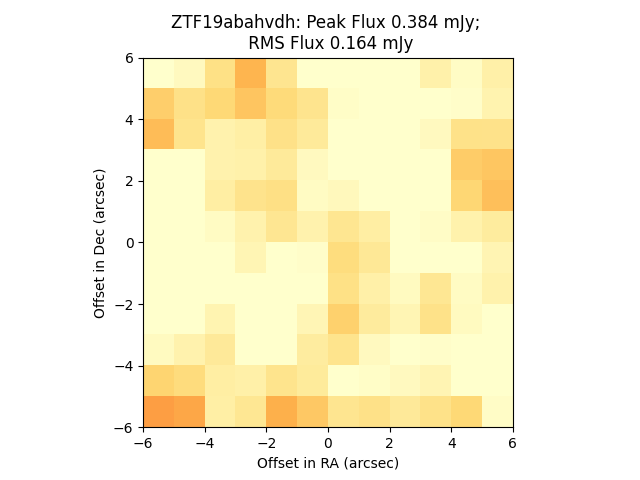 ZTF19abahvdh: Peak Flux 0.384 mJy;
RMS Flux 0.164 mJy
6
4
2
0
−2
−4
−6
Offset in Dec (arcsec)
−6 −4 −2 0 2 4 6
Offset in RA (arcsec)